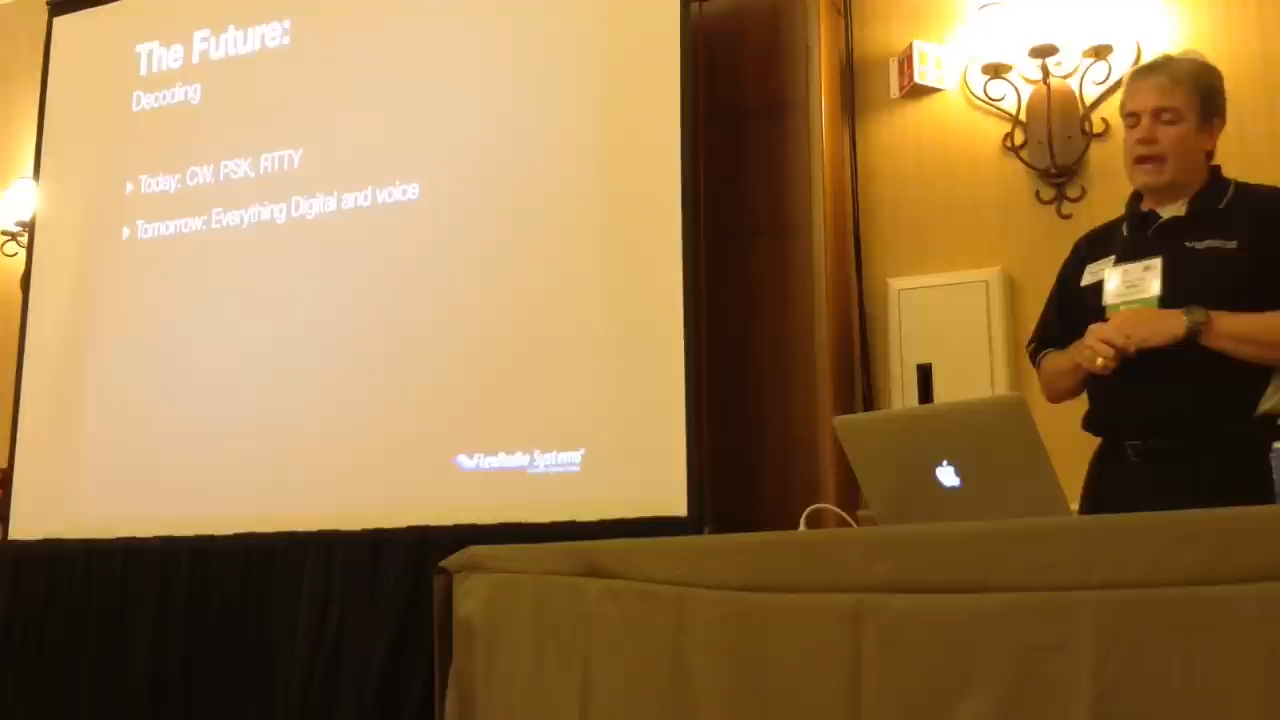 The Future:
Decoding
Today: CW, PSK, RTTY
Tomorrow: Everything Digital and voice
FlexRadio Systems